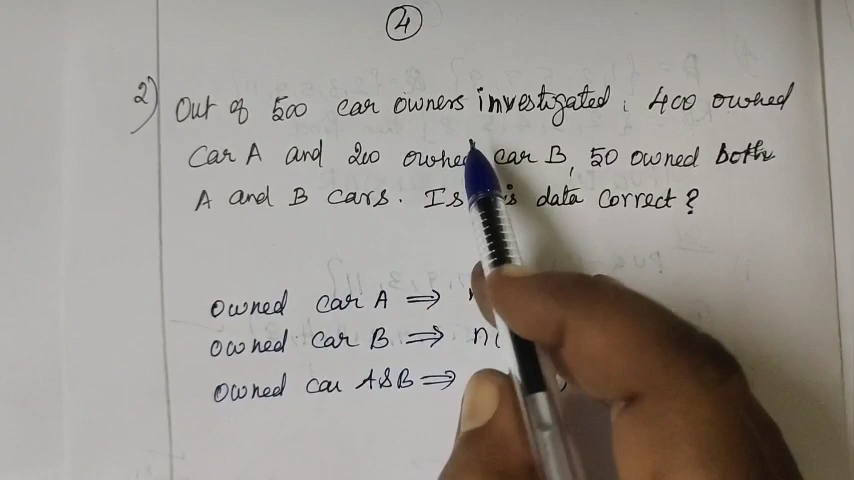 4
2) Out of 500 car owners investigated, 400 owned
Car A and 200 owned car B, 50 owned both
A and B cars. Is data correct?
owned car A ⇒
owned car B ⇒ n(
owned car A & B ⇒